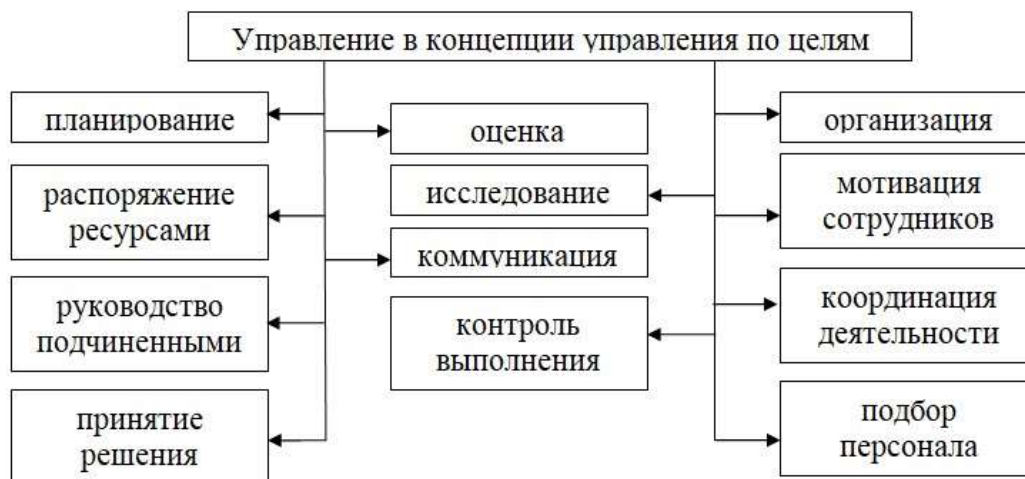 Управление в концепции управления по целям
планирование
оценка
организация
распоряжение
ресурсами
исследование
мотивация
сотрудников
коммуникация
руководство
подчиненными
контроль
выполнения
координация
деятельности
принятие
решения
подбор
персонала